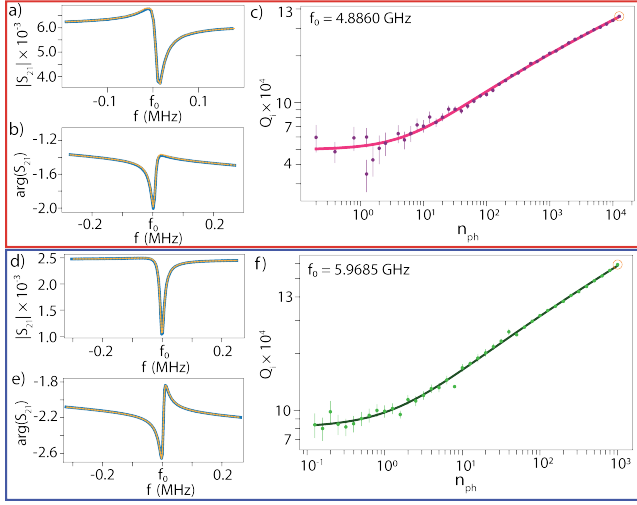 a)
|S21| × 10⁻³
6.0
5.0
4.0
-0.1
f₀
0.1
f (MHz)
b)
arg(S21)
-1.2
-1.6
-2.0
-0.2
f₀
0.2
f (MHz)
c)
f₀ = 4.8860 GHz
Qᵢ × 10⁴
13
10
7
4
10⁰
10¹
10²
10³
10⁴
nₚₕ
d)
|S21| × 10⁻³
2.5
2.0
1.5
1.0
-0.2
f₀
0.2
f (MHz)
e)
arg(S21)
-1.8
-2.2
-2.6
-0.2
f₀
0.2
f (MHz)
f)
f₀ = 5.9685 GHz
Qᵢ × 10⁴
13
10
7
10⁻¹
10⁰
10¹
10²
10³
nₚₕ